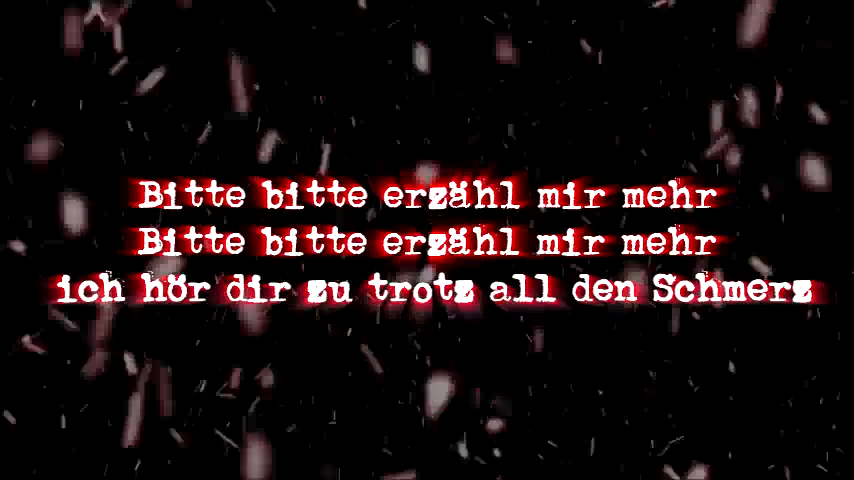 Bitte bitte erzähl mir mehr
Bitte bitte erzähl mir mehr
ich hör dir zu trotz all den Schmerz